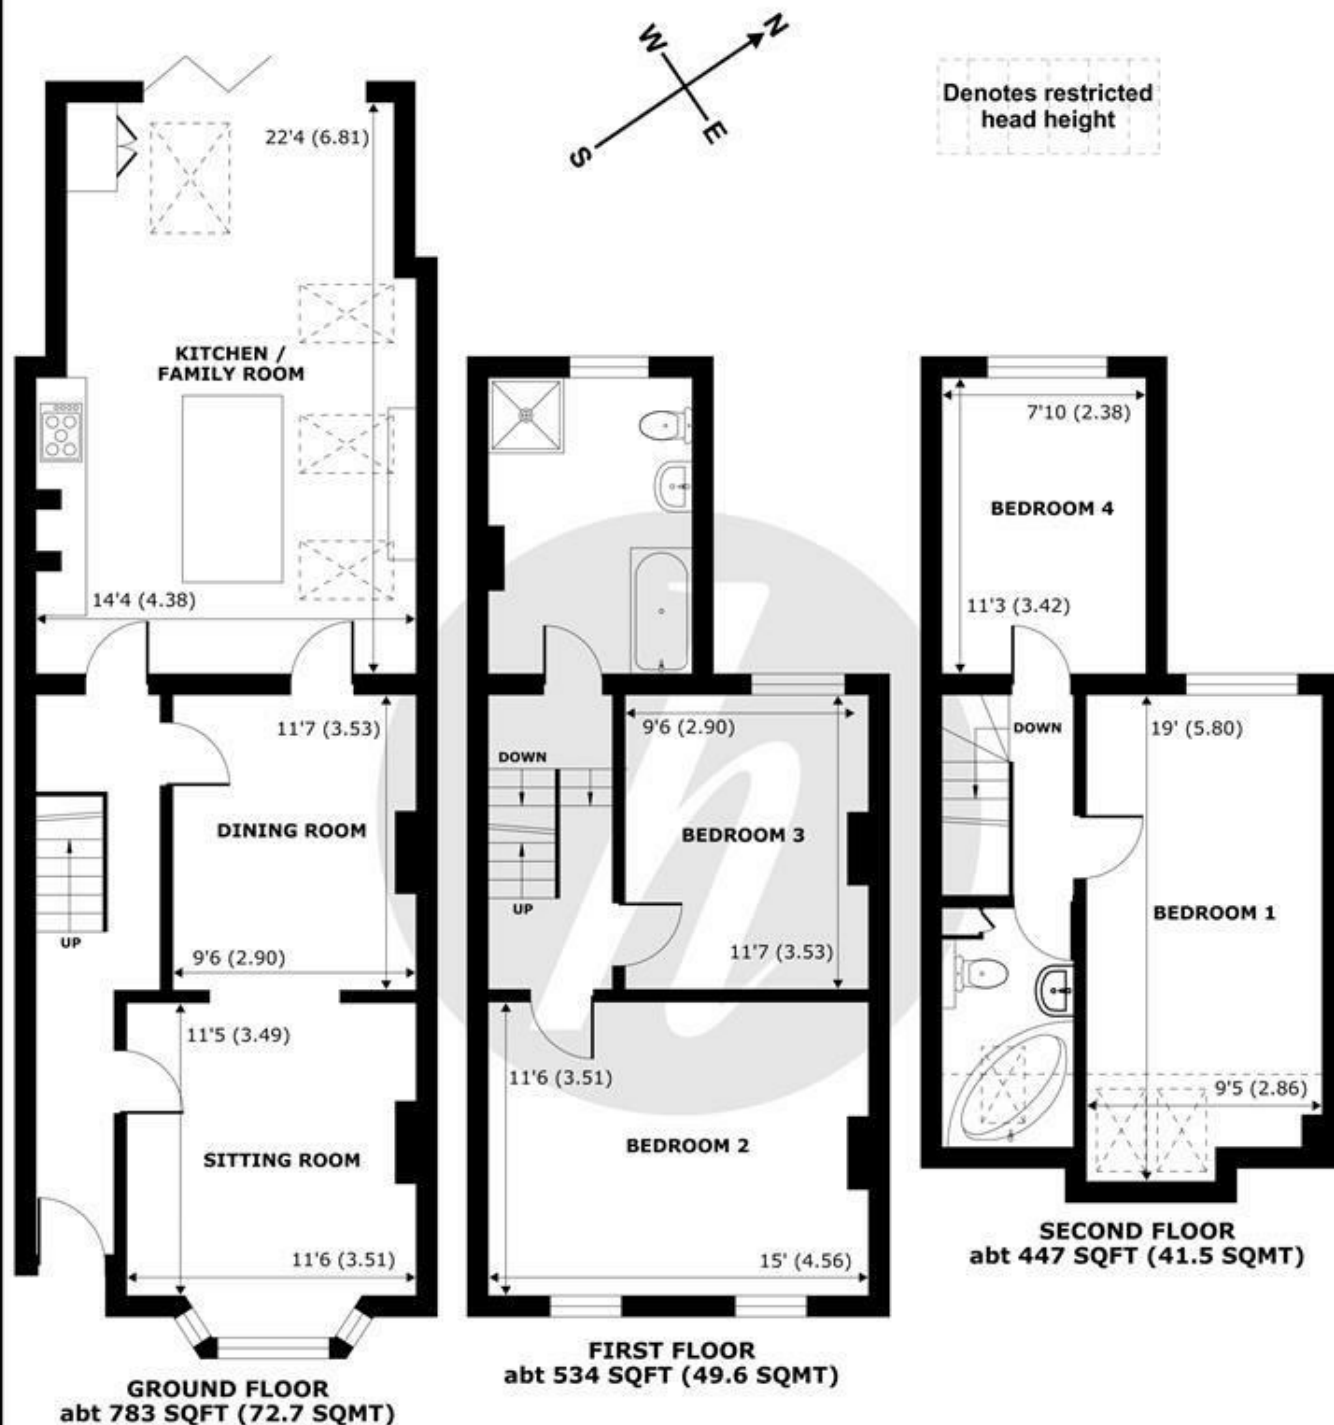 N
W
E
S
Denotes restricted
head height
22'4 (6.81)
KITCHEN /
FAMILY ROOM
14'4 (4.38)
11'7 (3.53)
DINING ROOM
UP
9'6 (2.90)
11'5 (3.49)
SITTING ROOM
11'6 (3.51)
GROUND FLOOR
abt 783 SQFT (72.7 SQMT)
9'6 (2.90)
DOWN
BEDROOM 3
UP
11'7 (3.53)
11'6 (3.51)
BEDROOM 2
15' (4.56)
FIRST FLOOR
abt 534 SQFT (49.6 SQMT)
7'10 (2.38)
BEDROOM 4
11'3 (3.42)
DOWN
19' (5.80)
BEDROOM 1
9'5 (2.86)
SECOND FLOOR
abt 447 SQFT (41.5 SQMT)
h